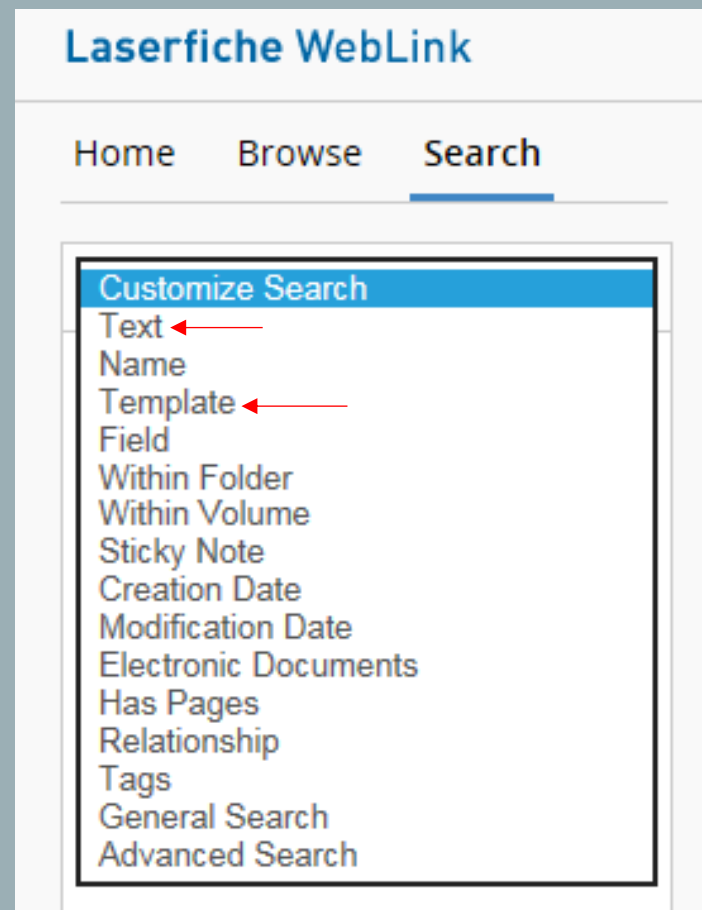 Laserfiche WebLink
Home Browse Search
Customize Search
Text
Name
Template
Field
Within Folder
Within Volume
Sticky Note
Creation Date
Modification Date
Electronic Documents
Has Pages
Relationship
Tags
General Search
Advanced Search